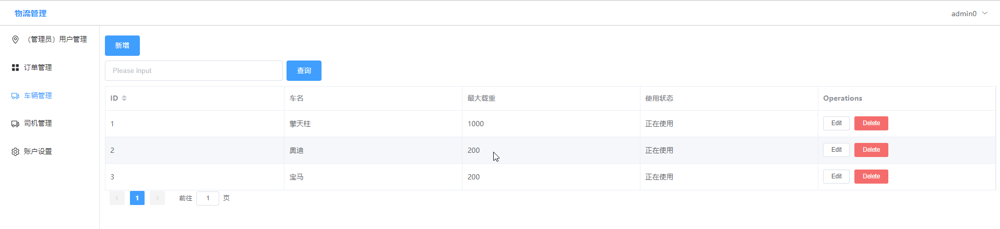 物流管理
admin0
（管理员）用户管理
订单管理
车辆管理
司机管理
账户设置
新增
Please input
查询
ID 车名 最大载重 使用状态 Operations
1 擎天柱 1000 正在使用 Edit Delete
2 奥迪 200 正在使用 Edit Delete
3 宝马 200 正在使用 Edit Delete
1 前往 1 页